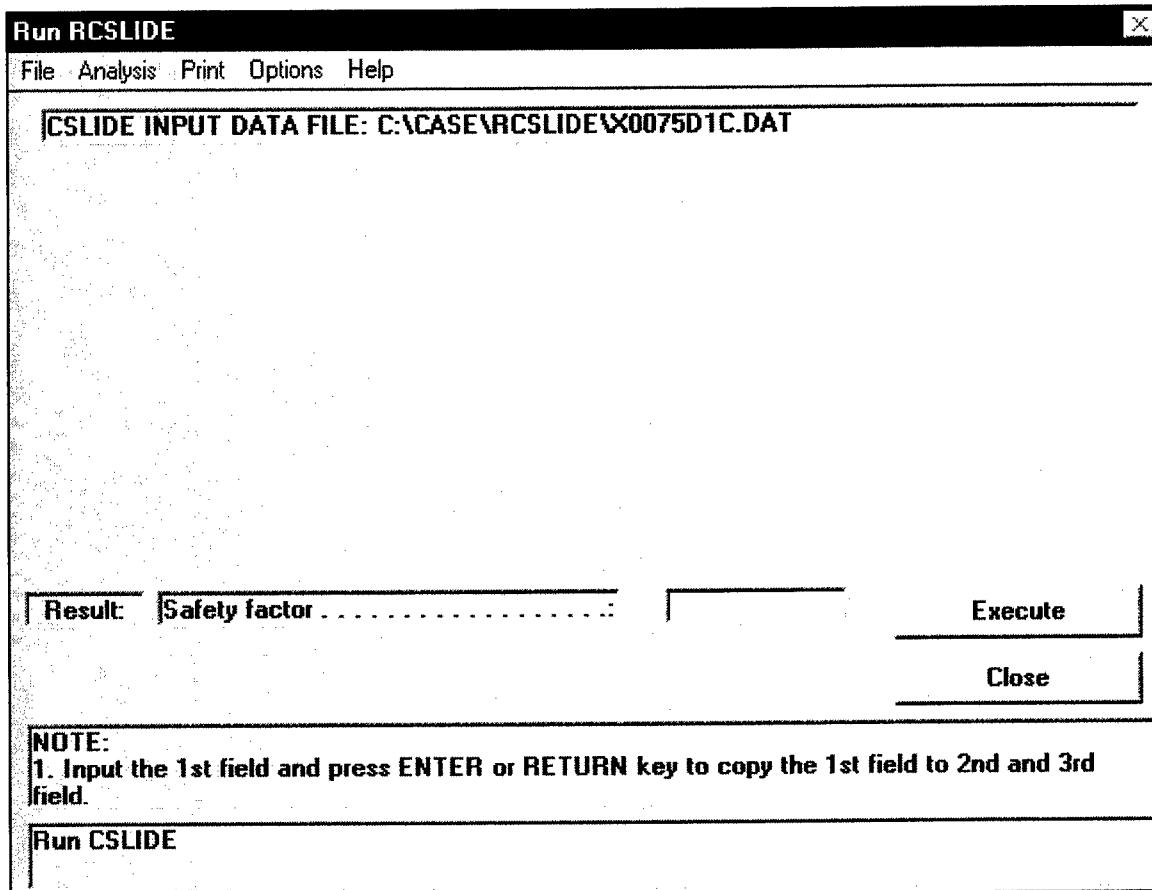 Run RCSLIDE
File Analysis Print Options Help
CSLIDE INPUT DATA FILE: C:\CASE\RCSLIDE\X0075D1C.DAT
Result: Safety factor . . . . . . . . . . . . . . . . . . .: Execute
Close
NOTE:
1. Input the 1st field and press ENTER or RETURN key to copy the 1st field to 2nd and 3rd
field.
Run CSLIDE